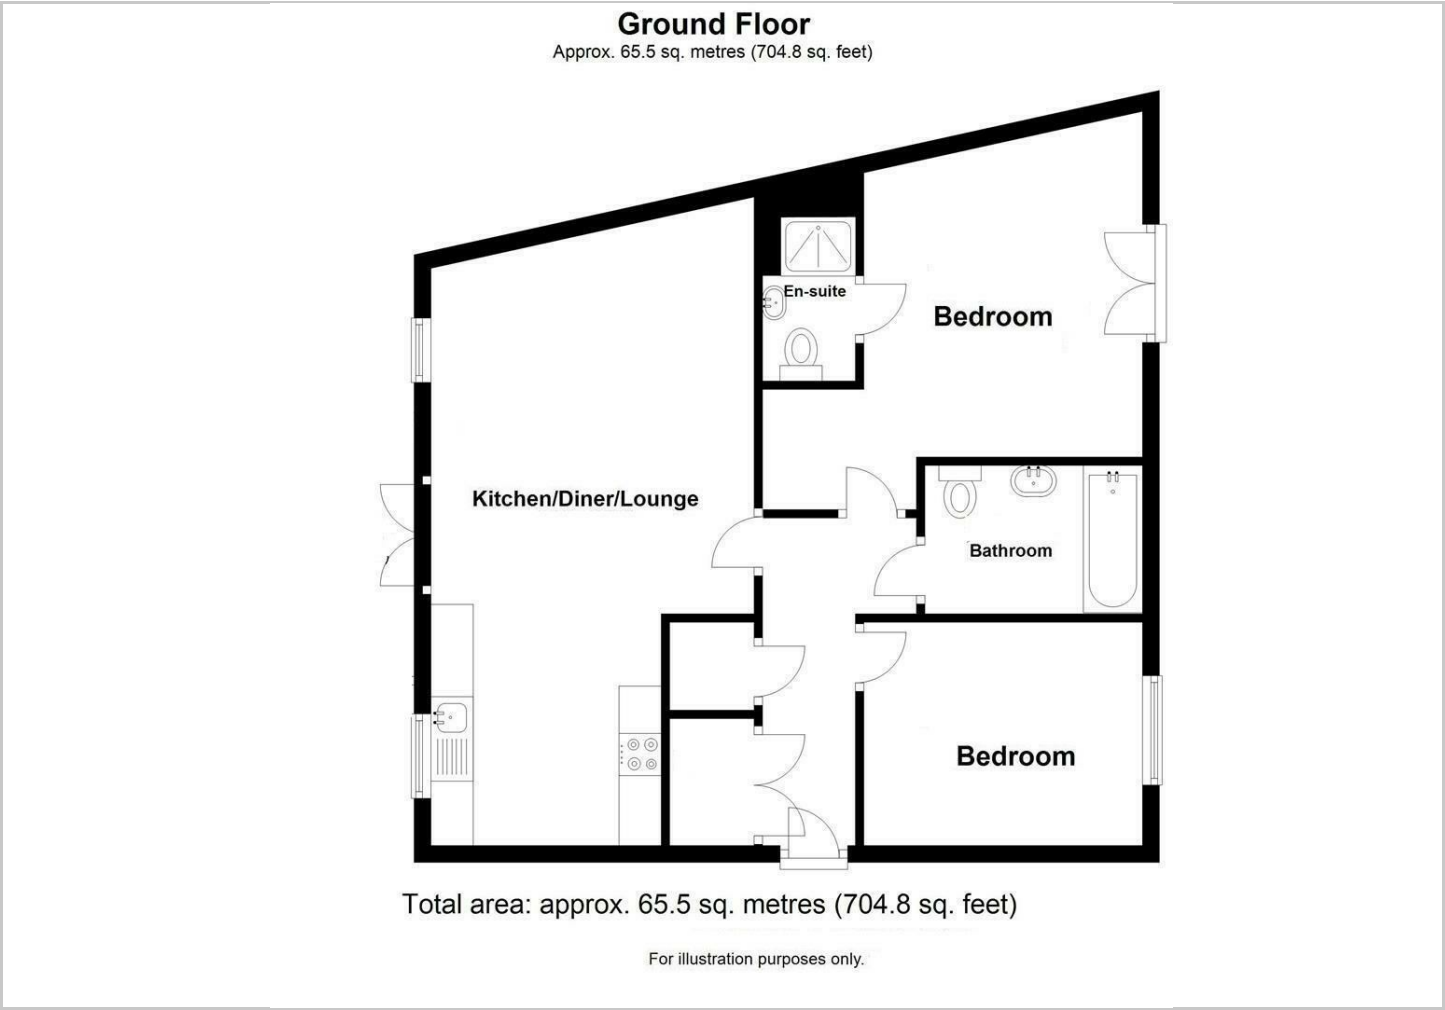 Ground Floor
Approx. 65.5 sq. metres (704.8 sq. feet)
En-suite
Bedroom
Kitchen/Diner/Lounge
Bathroom
Bedroom
Total area: approx. 65.5 sq. metres (704.8 sq. feet)
For illustration purposes only.